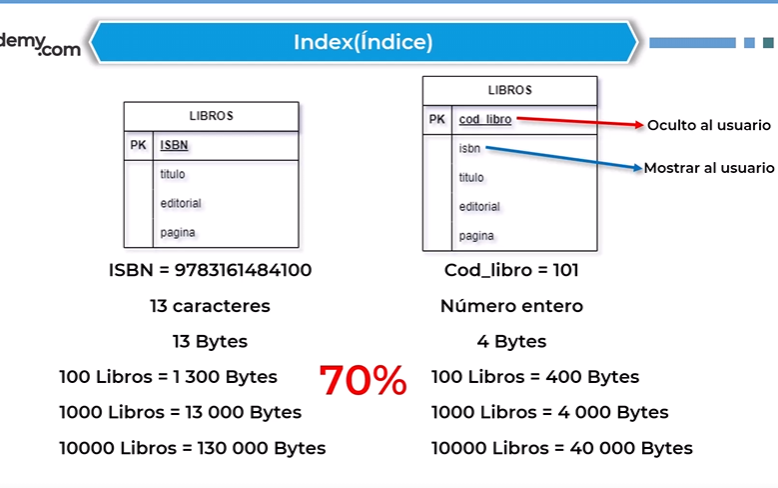 demy
.com
Index(Índice)
LIBROS
PK ISBN
titulo
editorial
pagina
LIBROS
PK cod_libro
isbn
titulo
editorial
pagina
Oculto al usuario
Mostrar al usuario
ISBN = 9783161484100
13 caracteres
13 Bytes
100 Libros = 1 300 Bytes
1000 Libros = 13 000 Bytes
10000 Libros = 130 000 Bytes
70%
Cod_libro = 101
Número entero
4 Bytes
100 Libros = 400 Bytes
1000 Libros = 4 000 Bytes
10000 Libros = 40 000 Bytes